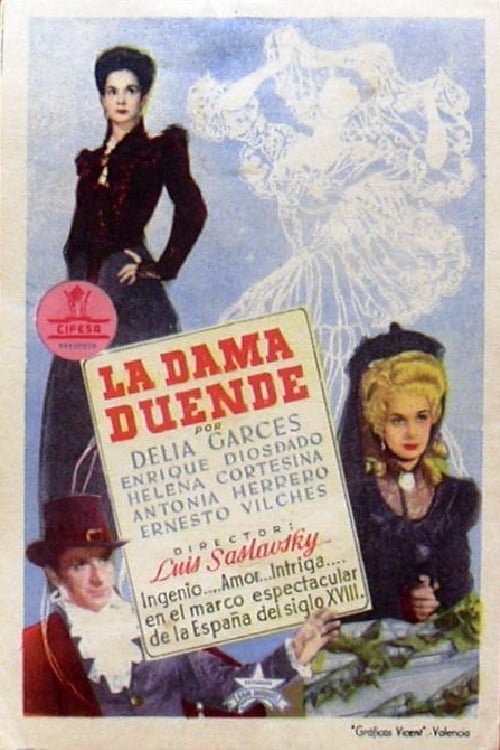 CIFESA
LA DAMA
DUENDE
POR
DELIA GARCES
ENRIQUE DIOSDADO
HELENA CORTESINA
ANTONIA HERRERO
ERNESTO VILCHES
DIRECTOR:
Luis Saslavsky
Ingenio....Amor...Intriga....
en el marco espectacular
de la España del siglo XVIII.
"Gráficas Vicent".-Valencia